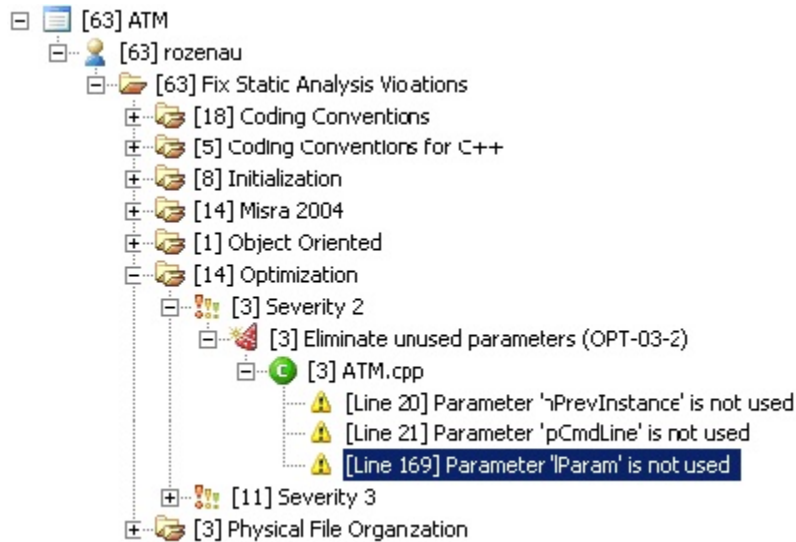 [63] ATM
[63] rozenau
[63] Fix Static Analysis Vioations
[18] Coding Conventions
[5] Coding Conventions for C++
[8] Initialization
[14] Misra 2004
[1] Object Oriented
[14] Optimization
[3] Severity 2
[3] Eliminate unused parameters (OPT-03-2)
[3] ATM.cpp
[Line 20] Parameter 'hPrevInstance' is not used
[Line 21] Parameter 'pCmdLine' is not used
[Line 169] Parameter 'lParam' is not used
[11] Severity 3
[3] Physical File Organzation